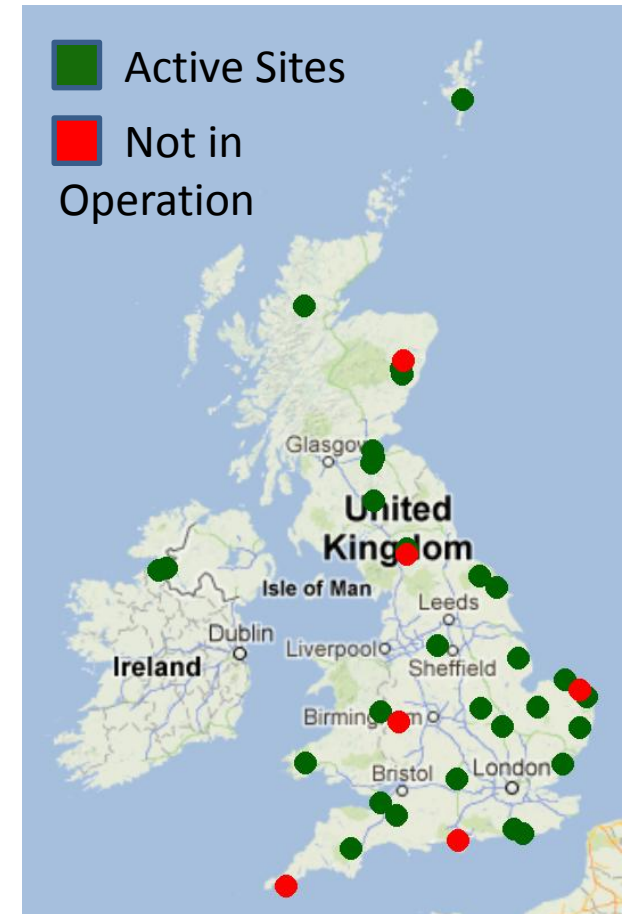 Active Sites
Not in
Operation
Glasgow
United
Kingdom
Isle of Man
Leeds
Dublin
Liverpool
Ireland
Sheffield
Birmingham
Bristol
London